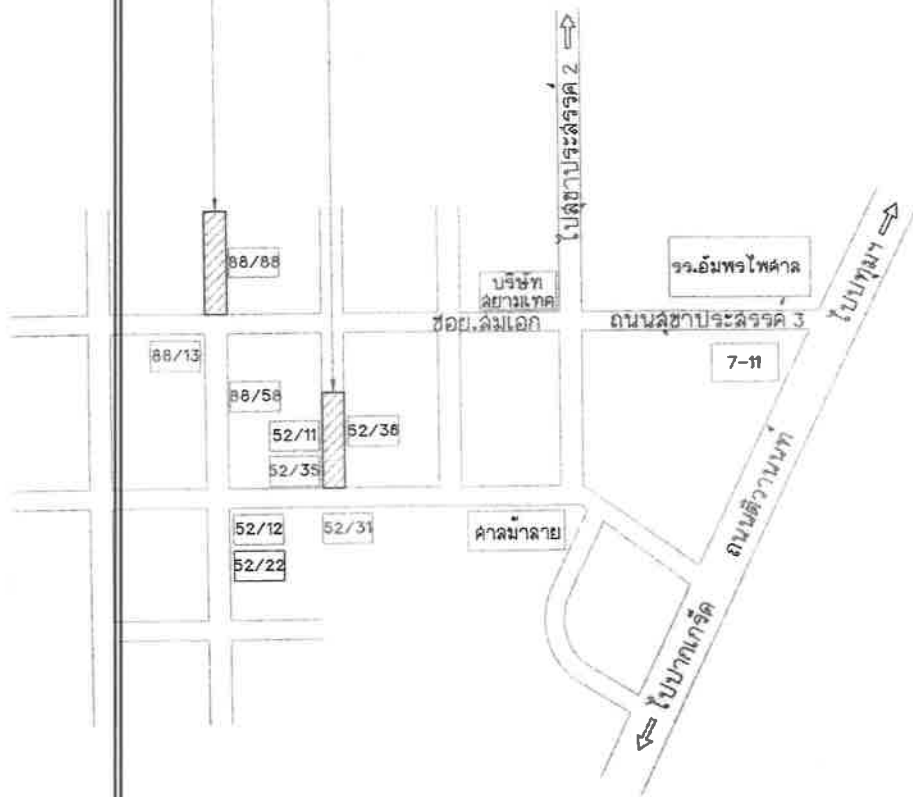 ไปสุขาประสรรค์ 2
88/88
บริษัท
สยามเทค
รร.อัมพรไพศาล
ไปปทุมฯ
ซอย.สมเอก
ถนนสุขาประสรรค์ 3
88/13
7-11
88/58
52/11
52/36
52/35
ถนนติวานนท์
52/12
52/31
ศาลม้าลาย
52/22
ไปปากเกร็ด